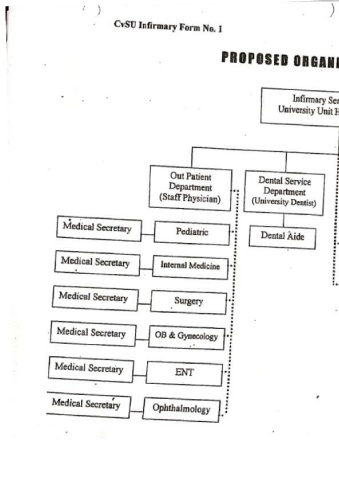 CvSU Infirmary Form No. 1
PROPOSED
Infirmary
University Unit
Out Patient
Department
(Staff Physician)
Dental Service
Department
(University Dentist)
Medical Secretary
Pediatric
Dental Aide
Medical Secretary
Internal Medicine
Medical Secretary
Surgery
Medical Secretary
OB & Gynecology
Medical Secretary
ENT
Medical Secretary
Ophthalmology